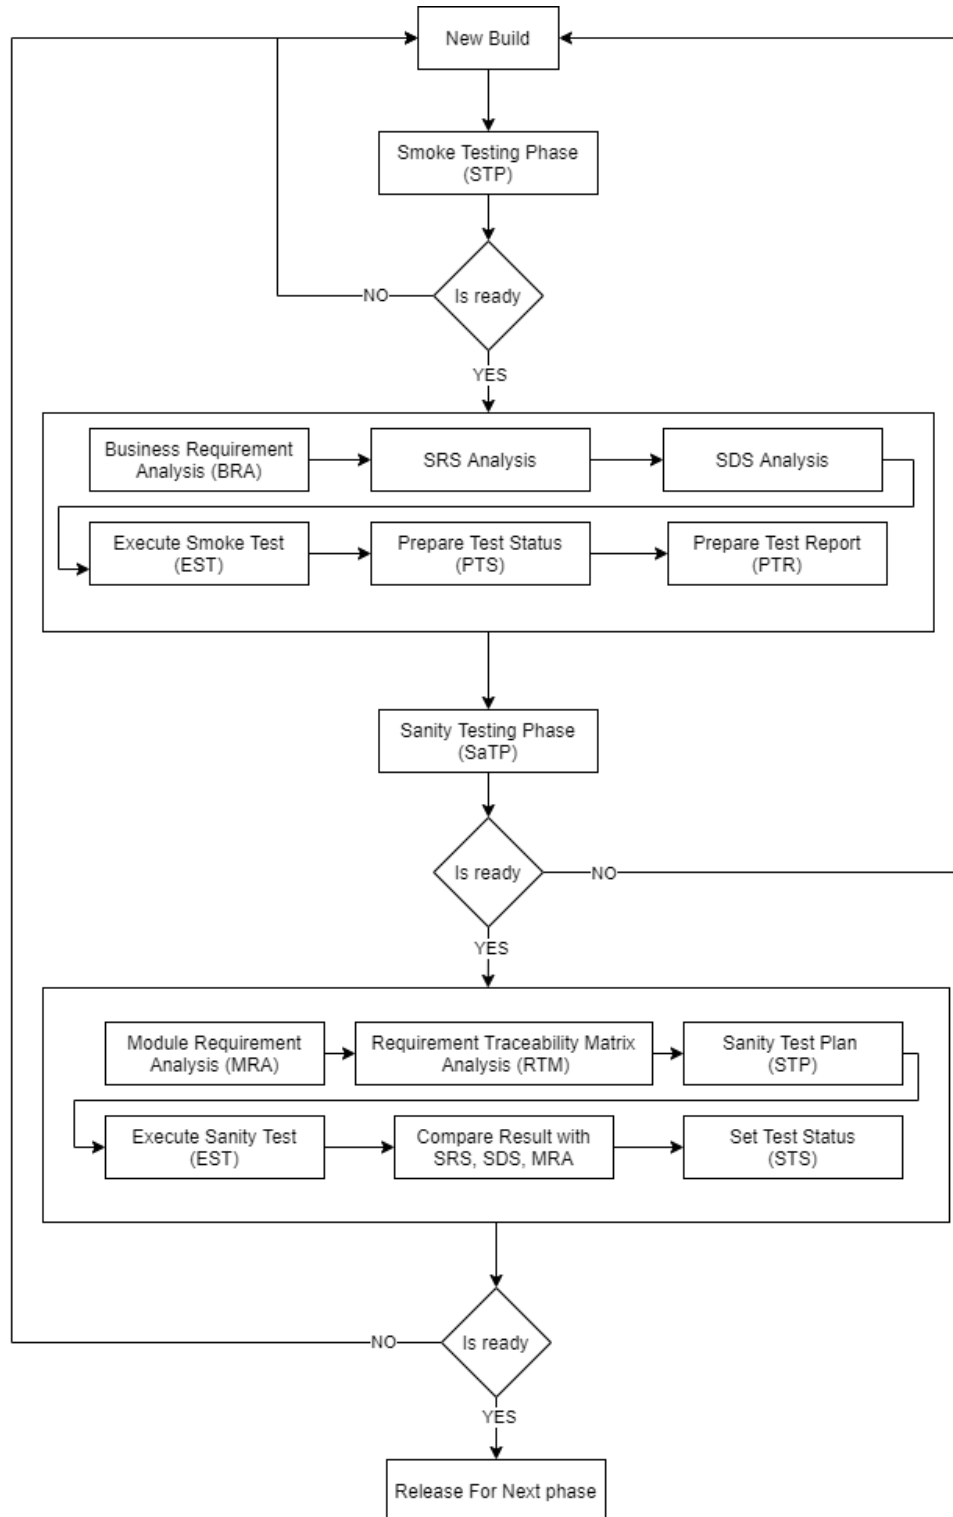 New Build
Smoke Testing Phase
(STP)
Is ready
NO
YES
Business Requirement
Analysis (BRA)
SRS Analysis
SDS Analysis
Execute Smoke Test
(EST)
Prepare Test Status
(PTS)
Prepare Test Report
(PTR)
Sanity Testing Phase
(SaTP)
Is ready
NO
YES
Module Requirement
Analysis (MRA)
Requirement Traceability Matrix
Analysis (RTM)
Sanity Test Plan
(STP)
Execute Sanity Test
(EST)
Compare Result with
SRS, SDS, MRA
Set Test Status
(STS)
Is ready
NO
YES
Release For Next phase